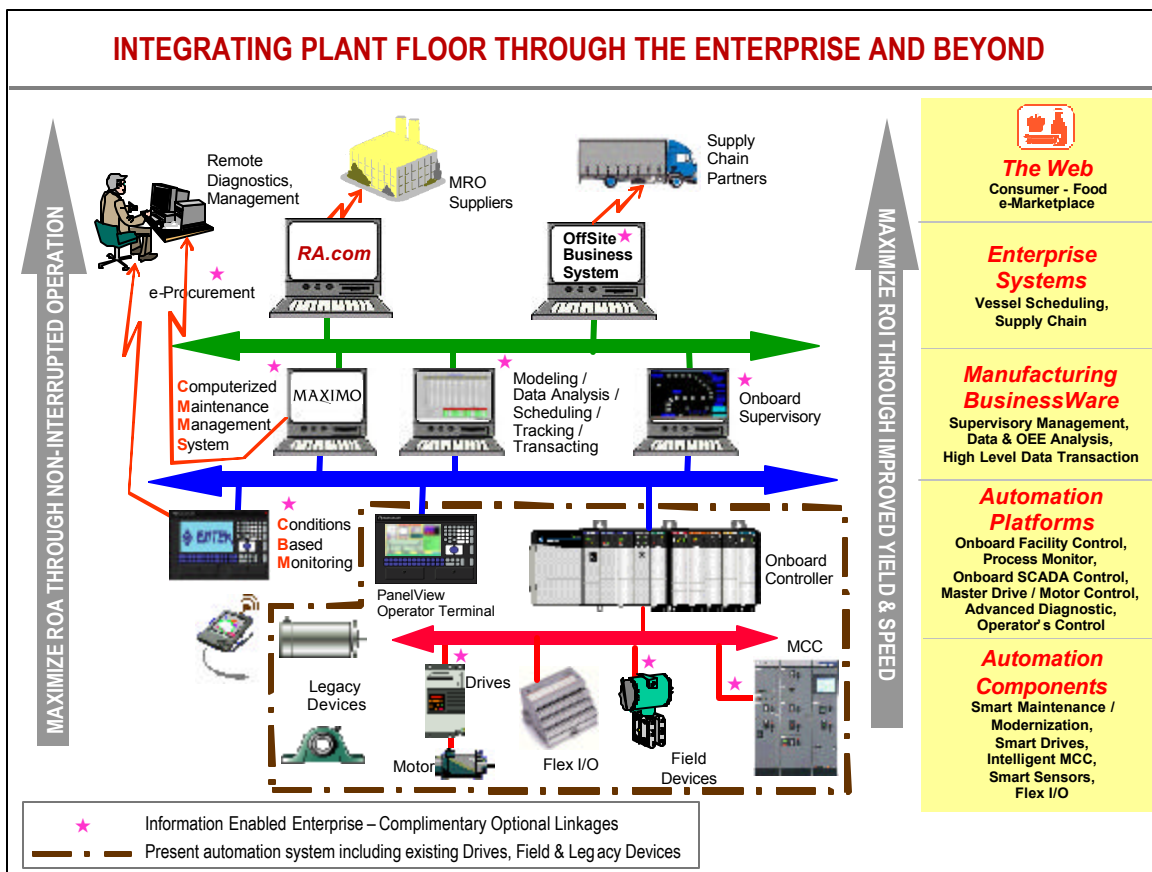 INTEGRATING PLANT FLOOR THROUGH THE ENTERPRISE AND BEYOND
MAXIMIZE ROA THROUGH NON-INTERRUPTED OPERATION
Remote
Diagnostics,
Management
MRO
Suppliers
Supply
Chain
Partners
RA.com
OffSite
Business
System
e-Procurement
Computerized
Maintenance
Management
System
MAXIMO
Modeling /
Data Analysis /
Scheduling /
Tracking /
Transacting
Onboard
Supervisory
ENTEK
Conditions
Based
Monitoring
PanelView
Operator Terminal
Onboard
Controller
Legacy
Devices
Drives
Motor
Flex I/O
Field
Devices
MCC
MAXIMIZE ROI THROUGH IMPROVED YIELD & SPEED
The Web
Consumer - Food
e-Marketplace
Enterprise
Systems
Vessel Scheduling,
Supply Chain
Manufacturing
BusinessWare
Supervisory Management,
Data & OEE Analysis,
High Level Data Transaction
Automation
Platforms
Onboard Facility Control,
Process Monitor,
Onboard SCADA Control,
Master Drive / Motor Control,
Advanced Diagnostic,
Operator's Control
Automation
Components
Smart Maintenance /
Modernization,
Smart Drives,
Intelligent MCC,
Smart Sensors,
Flex I/O
Information Enabled Enterprise – Complimentary Optional Linkages
Present automation system including existing Drives, Field & Legacy Devices